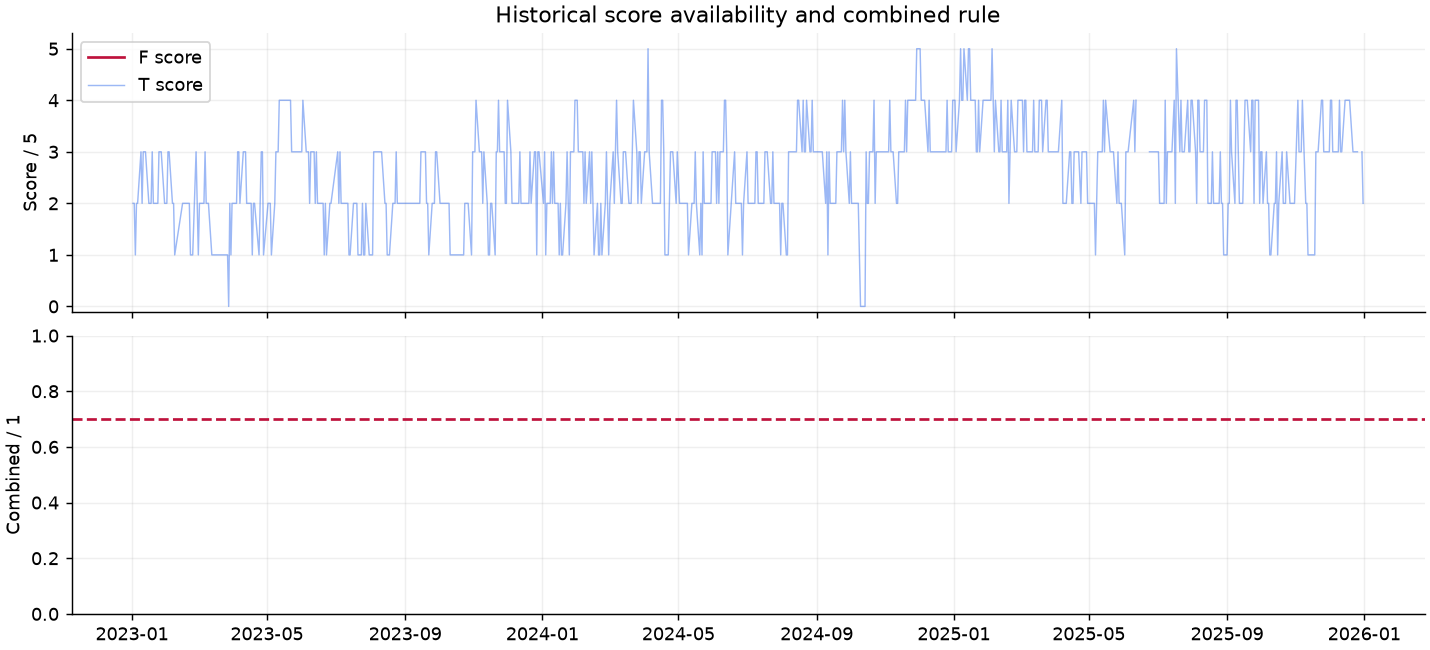 Historical score availability and combined rule
Score / 5
5
4
3
2
1
0
F score
T score
Combined / 1
1.0
0.8
0.6
0.4
0.2
0.0
2023-01 2023-05 2023-09 2024-01 2024-05 2024-09 2025-01 2025-05 2025-09 2026-01